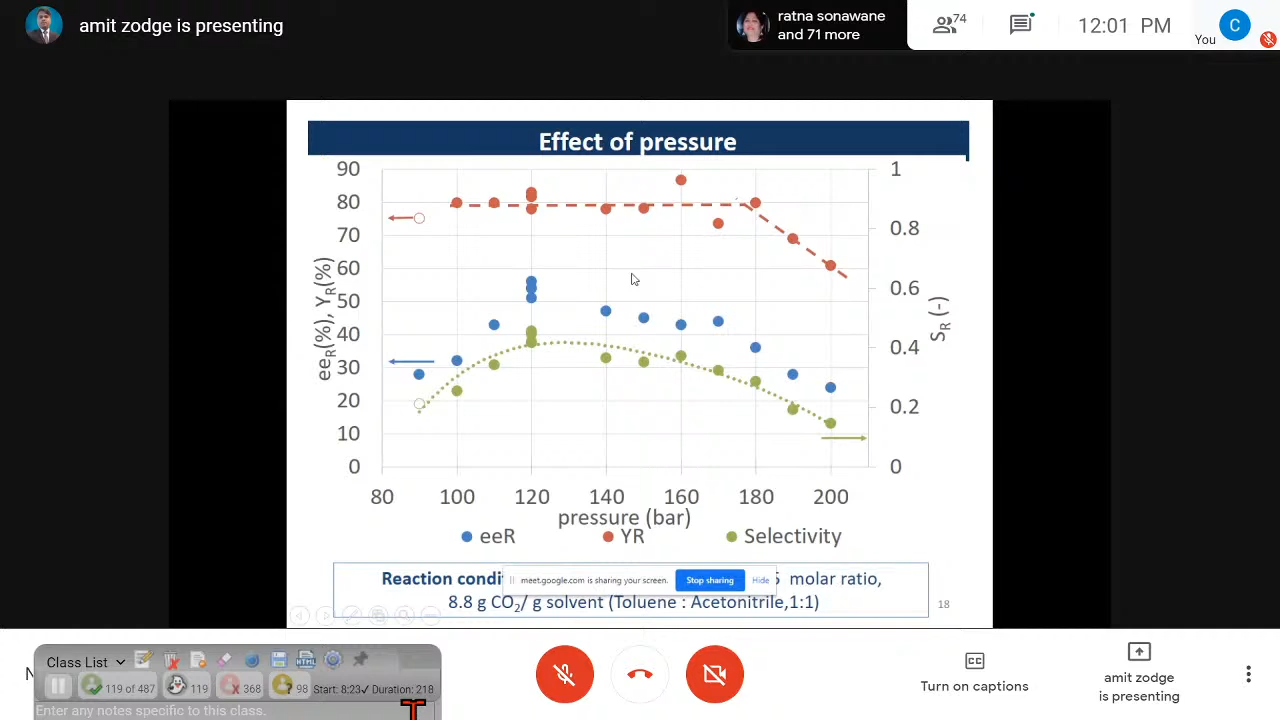 amit zodge is presenting
ratna sonawane
and 71 more
74
12:01 PM
You
C
Effect of pressure
90
80
70
60
50
40
30
20
10
0
eeR(%), YR(%)
1
0.8
0.6
0.4
0.2
0
SR (-)
80 100 120 140 160 180 200
pressure (bar)
eeR YR Selectivity
Reaction condi
meet.google.com is sharing your screen. Stop sharing Hide
molar ratio,
8.8 g CO2/ g solvent (Toluene : Acetonitrile,1:1)
18
Class List
HTML
119 of 487 119 368 98 Start: 8:23 Duration: 218
Enter any notes specific to this class.
T
CC
Turn on captions
amit zodge
is presenting